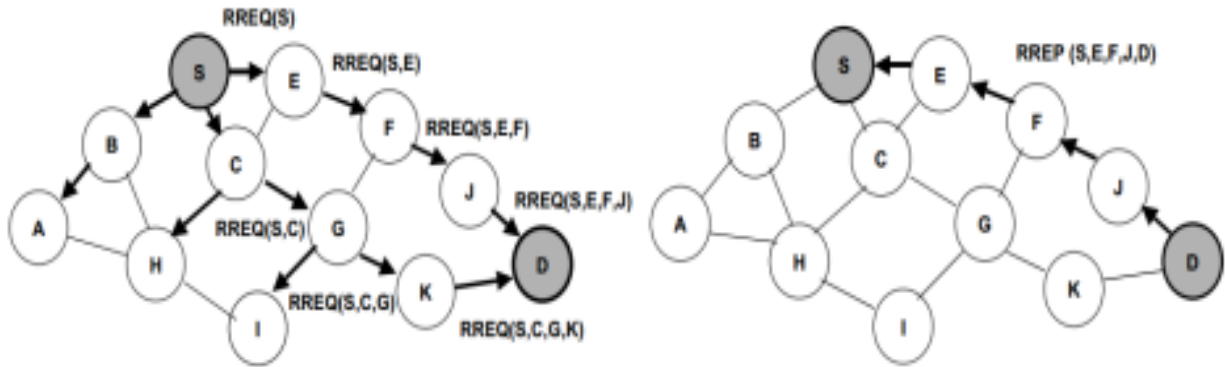 RREQ(S)
S
E
RREQ(S,E)
B
F
RREQ(S,E,F)
C
J
RREQ(S,E,F,J)
A
RREQ(S,C)
G
H
D
I
RREQ(S,C,G)
K
RREQ(S,C,G,K)
RREP (S,E,F,J,D)
S
E
F
B
C
J
A
G
H
D
K
I